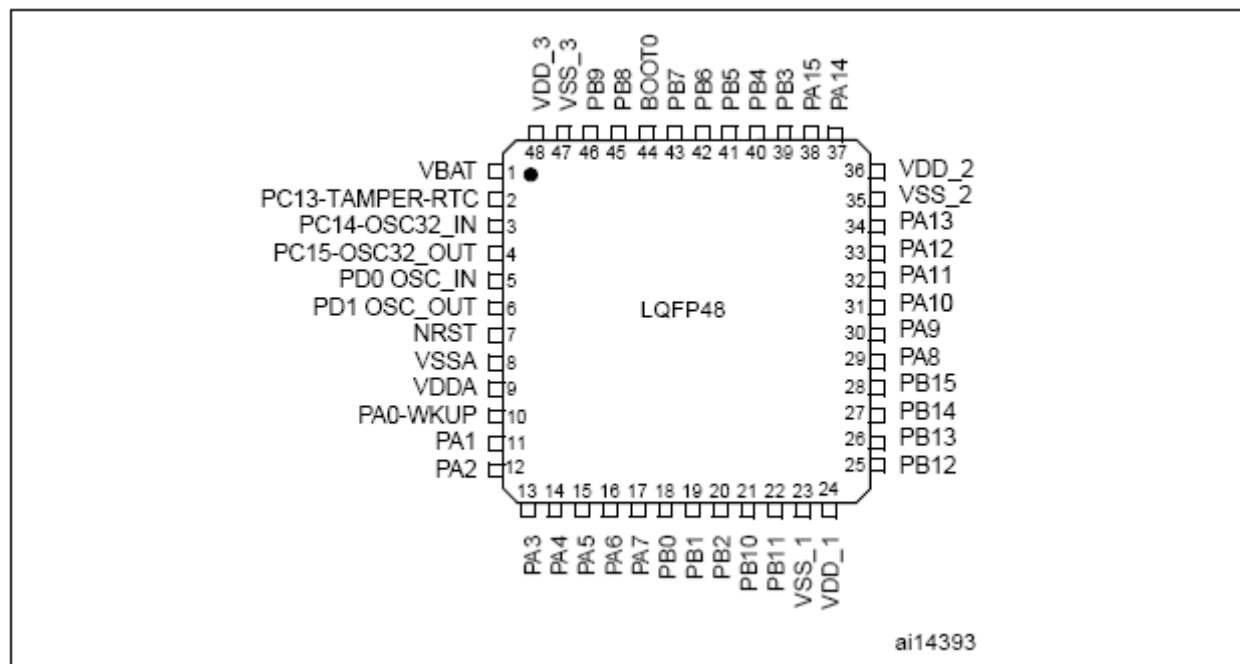 VDD_3
VSS_3
PB9
PB8
BOOT0
PB7
PB6
PB5
PB4
PB3
PA15
PA14
48 47 46 45 44 43 42 41 40 39 38 37
VBAT 1
PC13-TAMPER-RTC 2
PC14-OSC32_IN 3
PC15-OSC32_OUT 4
PD0 OSC_IN 5
PD1 OSC_OUT 6
NRST 7
VSSA 8
VDDA 9
PA0-WKUP 10
PA1 11
PA2 12
LQFP48
36 VDD_2
35 VSS_2
34 PA13
33 PA12
32 PA11
31 PA10
30 PA9
29 PA8
28 PB15
27 PB14
26 PB13
25 PB12
13 14 15 16 17 18 19 20 21 22 23 24
PA3
PA4
PA5
PA6
PA7
PB0
PB1
PB2
PB10
PB11
VSS_1
VDD_1
ai14393